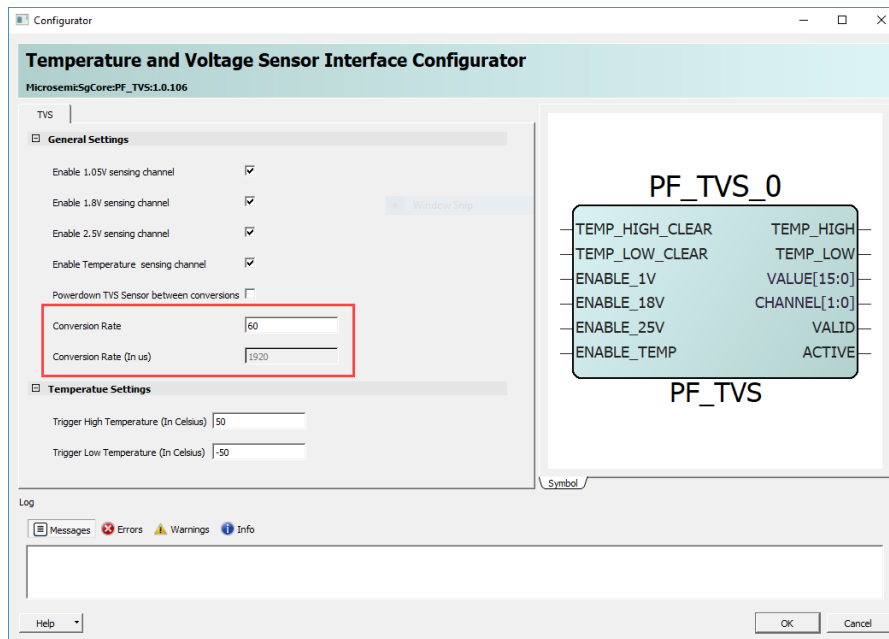 Configurator
Temperature and Voltage Sensor Interface Configurator
Microsemi:SgCore:PF_TVS:1.0.106
TVS
General Settings
Enable 1.05V sensing channel
Enable 1.8V sensing channel
Window Snip
Enable 2.5V sensing channel
Enable Temperature sensing channel
Powerdown TVS Sensor between conversions
Conversion Rate 60
Conversion Rate (In us) 1920
Temperatue Settings
Trigger High Temperature (In Celsius) 50
Trigger Low Temperature (In Celsius) -50
PF_TVS_0
TEMP_HIGH_CLEAR TEMP_HIGH
TEMP_LOW_CLEAR TEMP_LOW
ENABLE_1V VALUE[15:0]
ENABLE_18V CHANNEL[1:0]
ENABLE_25V VALID
ENABLE_TEMP ACTIVE
PF_TVS
Symbol
Log
Messages Errors Warnings Info
Help OK Cancel